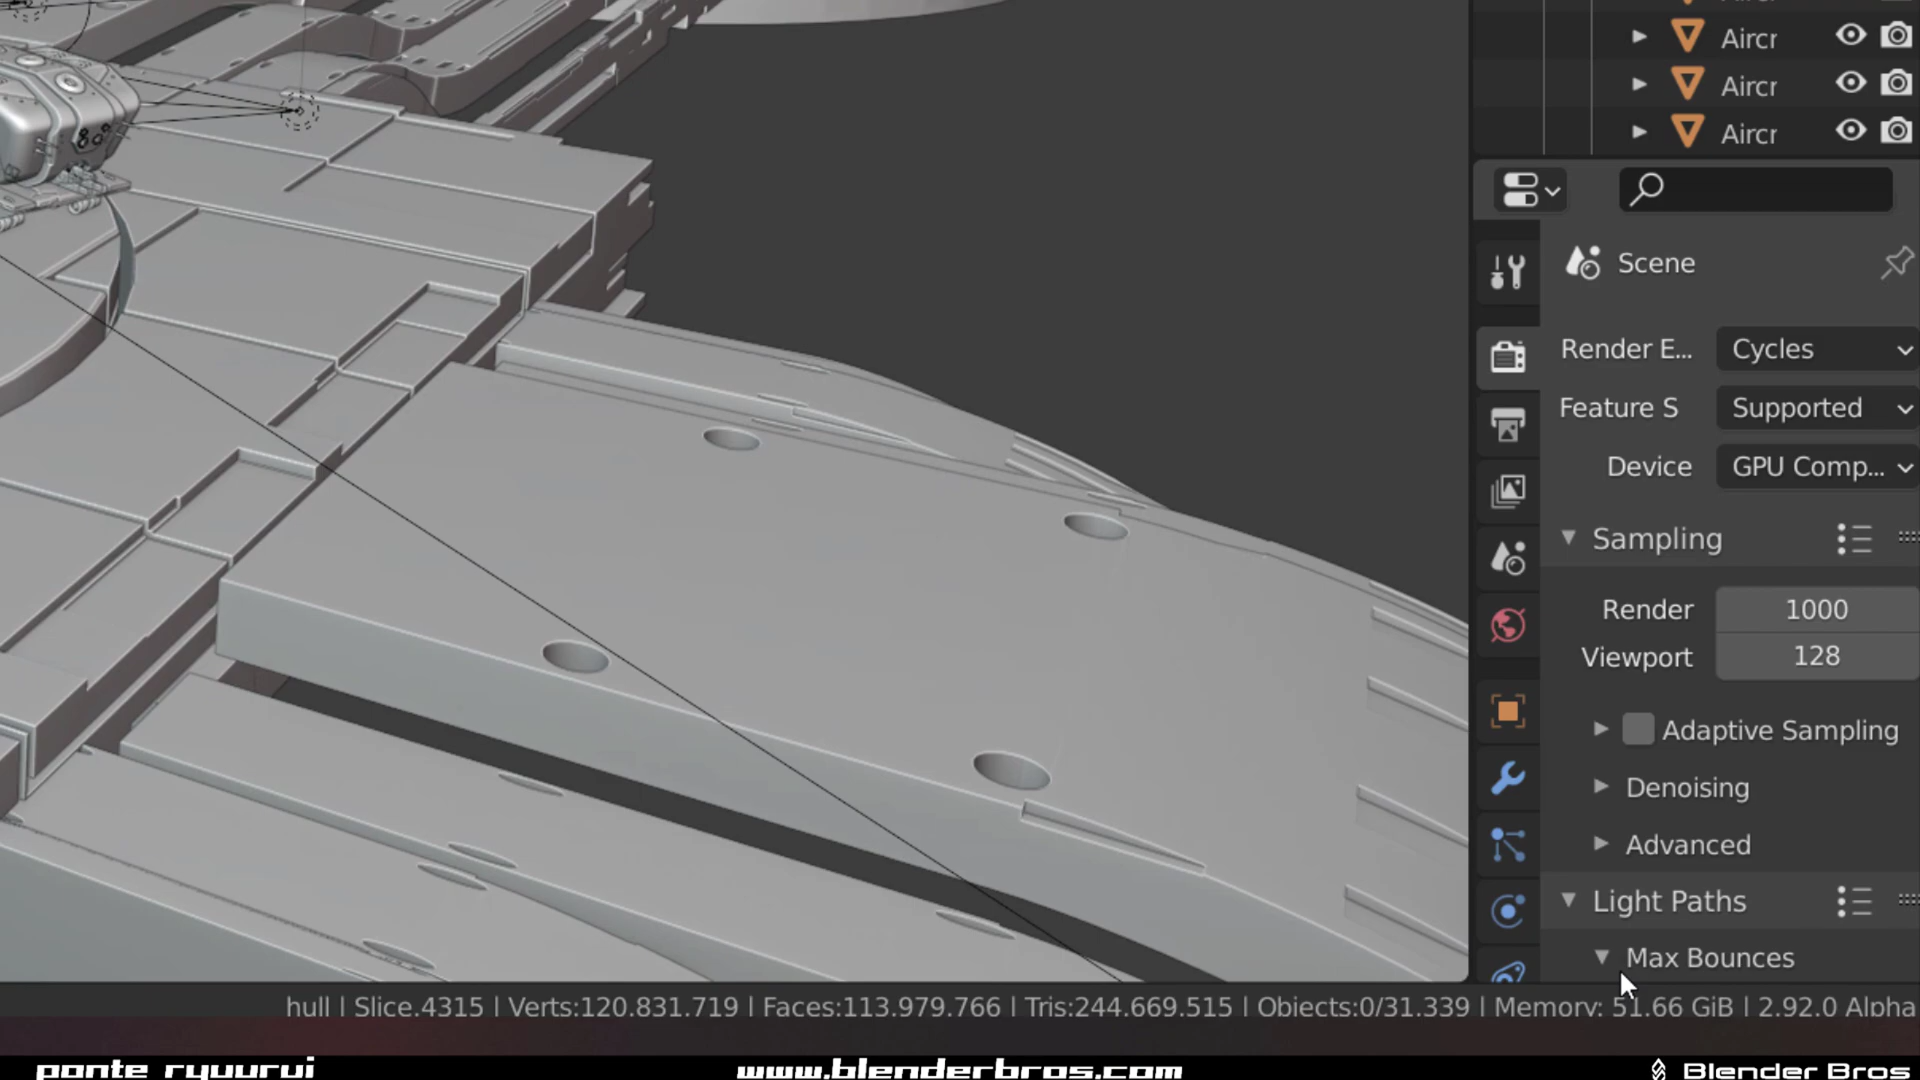 Aircr
Aircr
Aircr
Scene
Render E... Cycles
Feature S Supported
Device GPU Comp...
Sampling
Render 1000
Viewport 128
Adaptive Sampling
Denoising
Advanced
Light Paths
Max Bounces
hull | Slice.4315 | Verts:120.831.719 | Faces:113.979.766 | Tris:244.669.515 | Objects:0/31.339 | Memory: 51.66 GiB | 2.92.0 Alpha
ponte ryuurui www.blenderbros.com Blender Bros